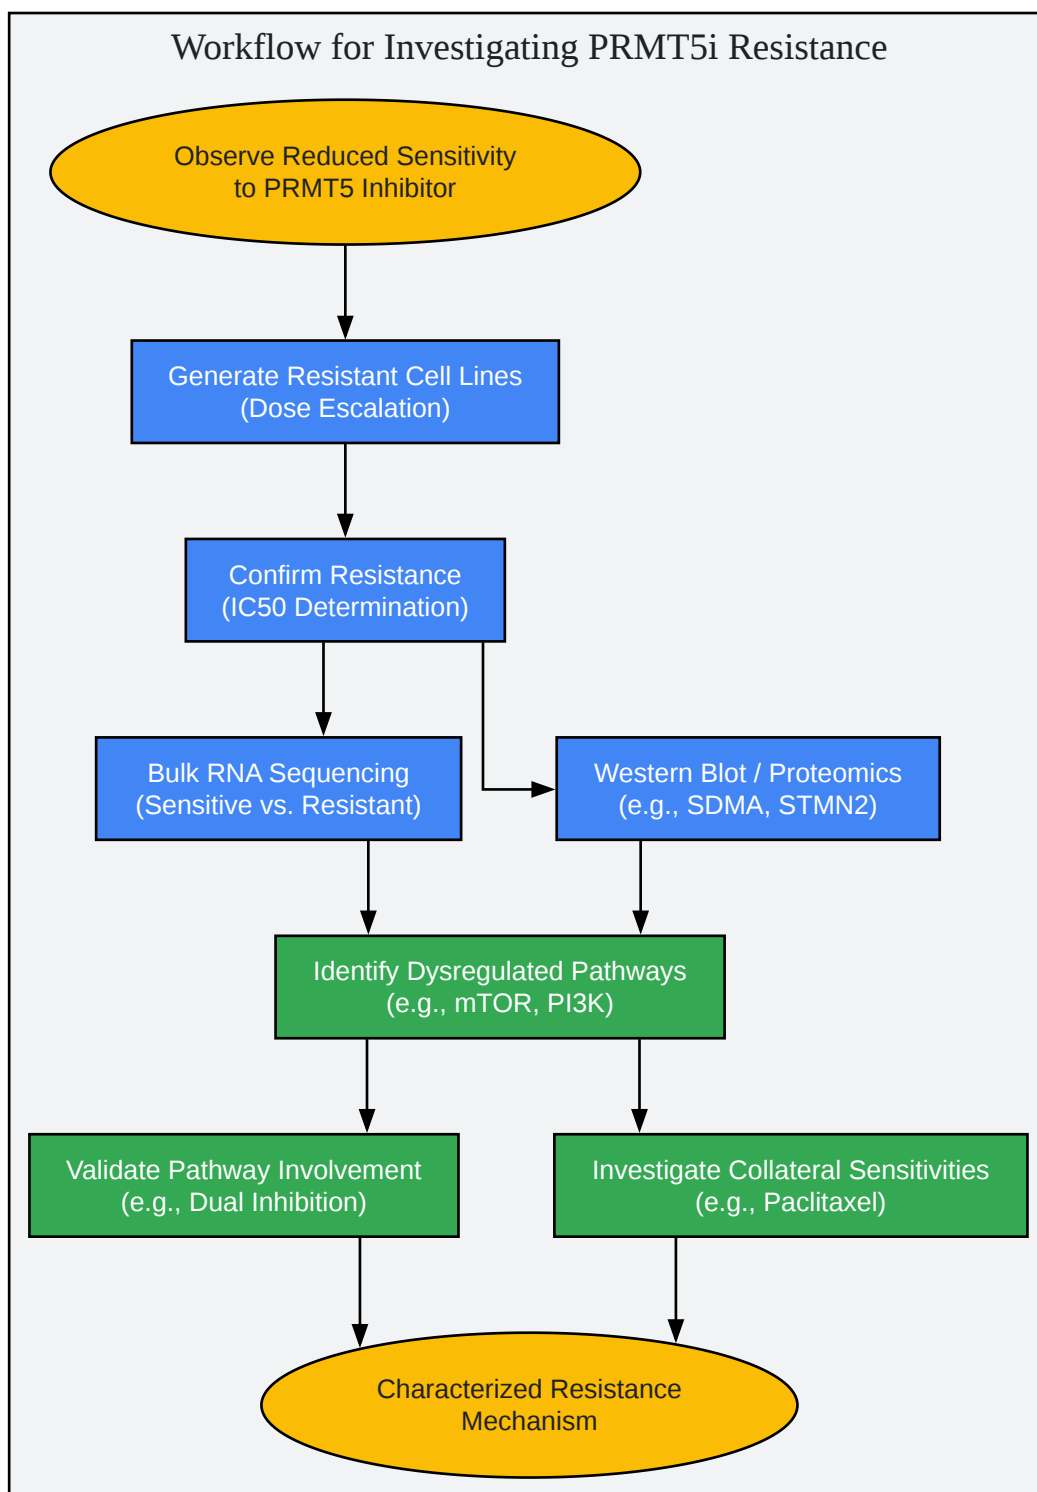 Workflow for Investigating PRMT5i Resistance
Observe Reduced Sensitivity
to PRMT5 Inhibitor
Generate Resistant Cell Lines
(Dose Escalation)
Confirm Resistance
(IC50 Determination)
Bulk RNA Sequencing
(Sensitive vs. Resistant)
Western Blot / Proteomics
(e.g., SDMA, STMN2)
Identify Dysregulated Pathways
(e.g., mTOR, PI3K)
Validate Pathway Involvement
(e.g., Dual Inhibition)
Investigate Collateral Sensitivities
(e.g., Paclitaxel)
Characterized Resistance
Mechanism